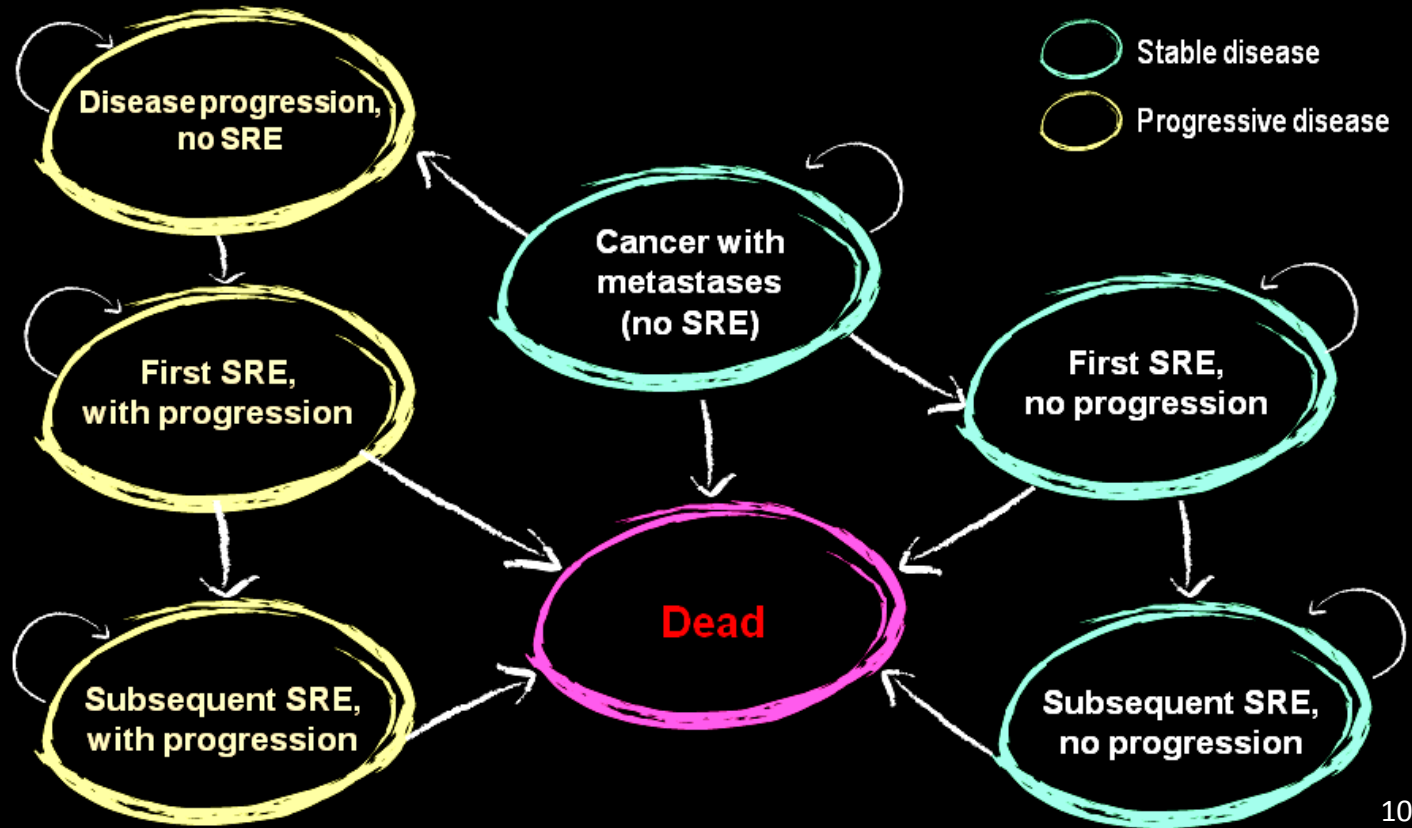 Stable disease
Progressive disease
Disease progression,
no SRE
Cancer with
metastases
(no SRE)
First SRE,
with progression
First SRE,
no progression
Dead
Subsequent SRE,
with progression
Subsequent SRE,
no progression
10